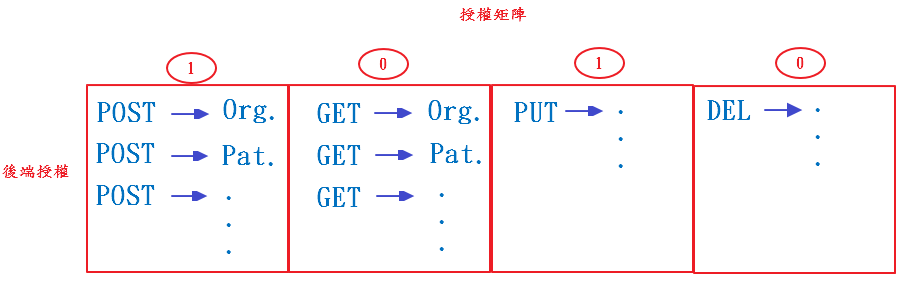 授權矩陣
1 0 1 0
POST → Org. GET → Org. PUT → . DEL → .
POST → Pat. GET → Pat. . .
後端授權
POST → . GET → . . .
. .
. .